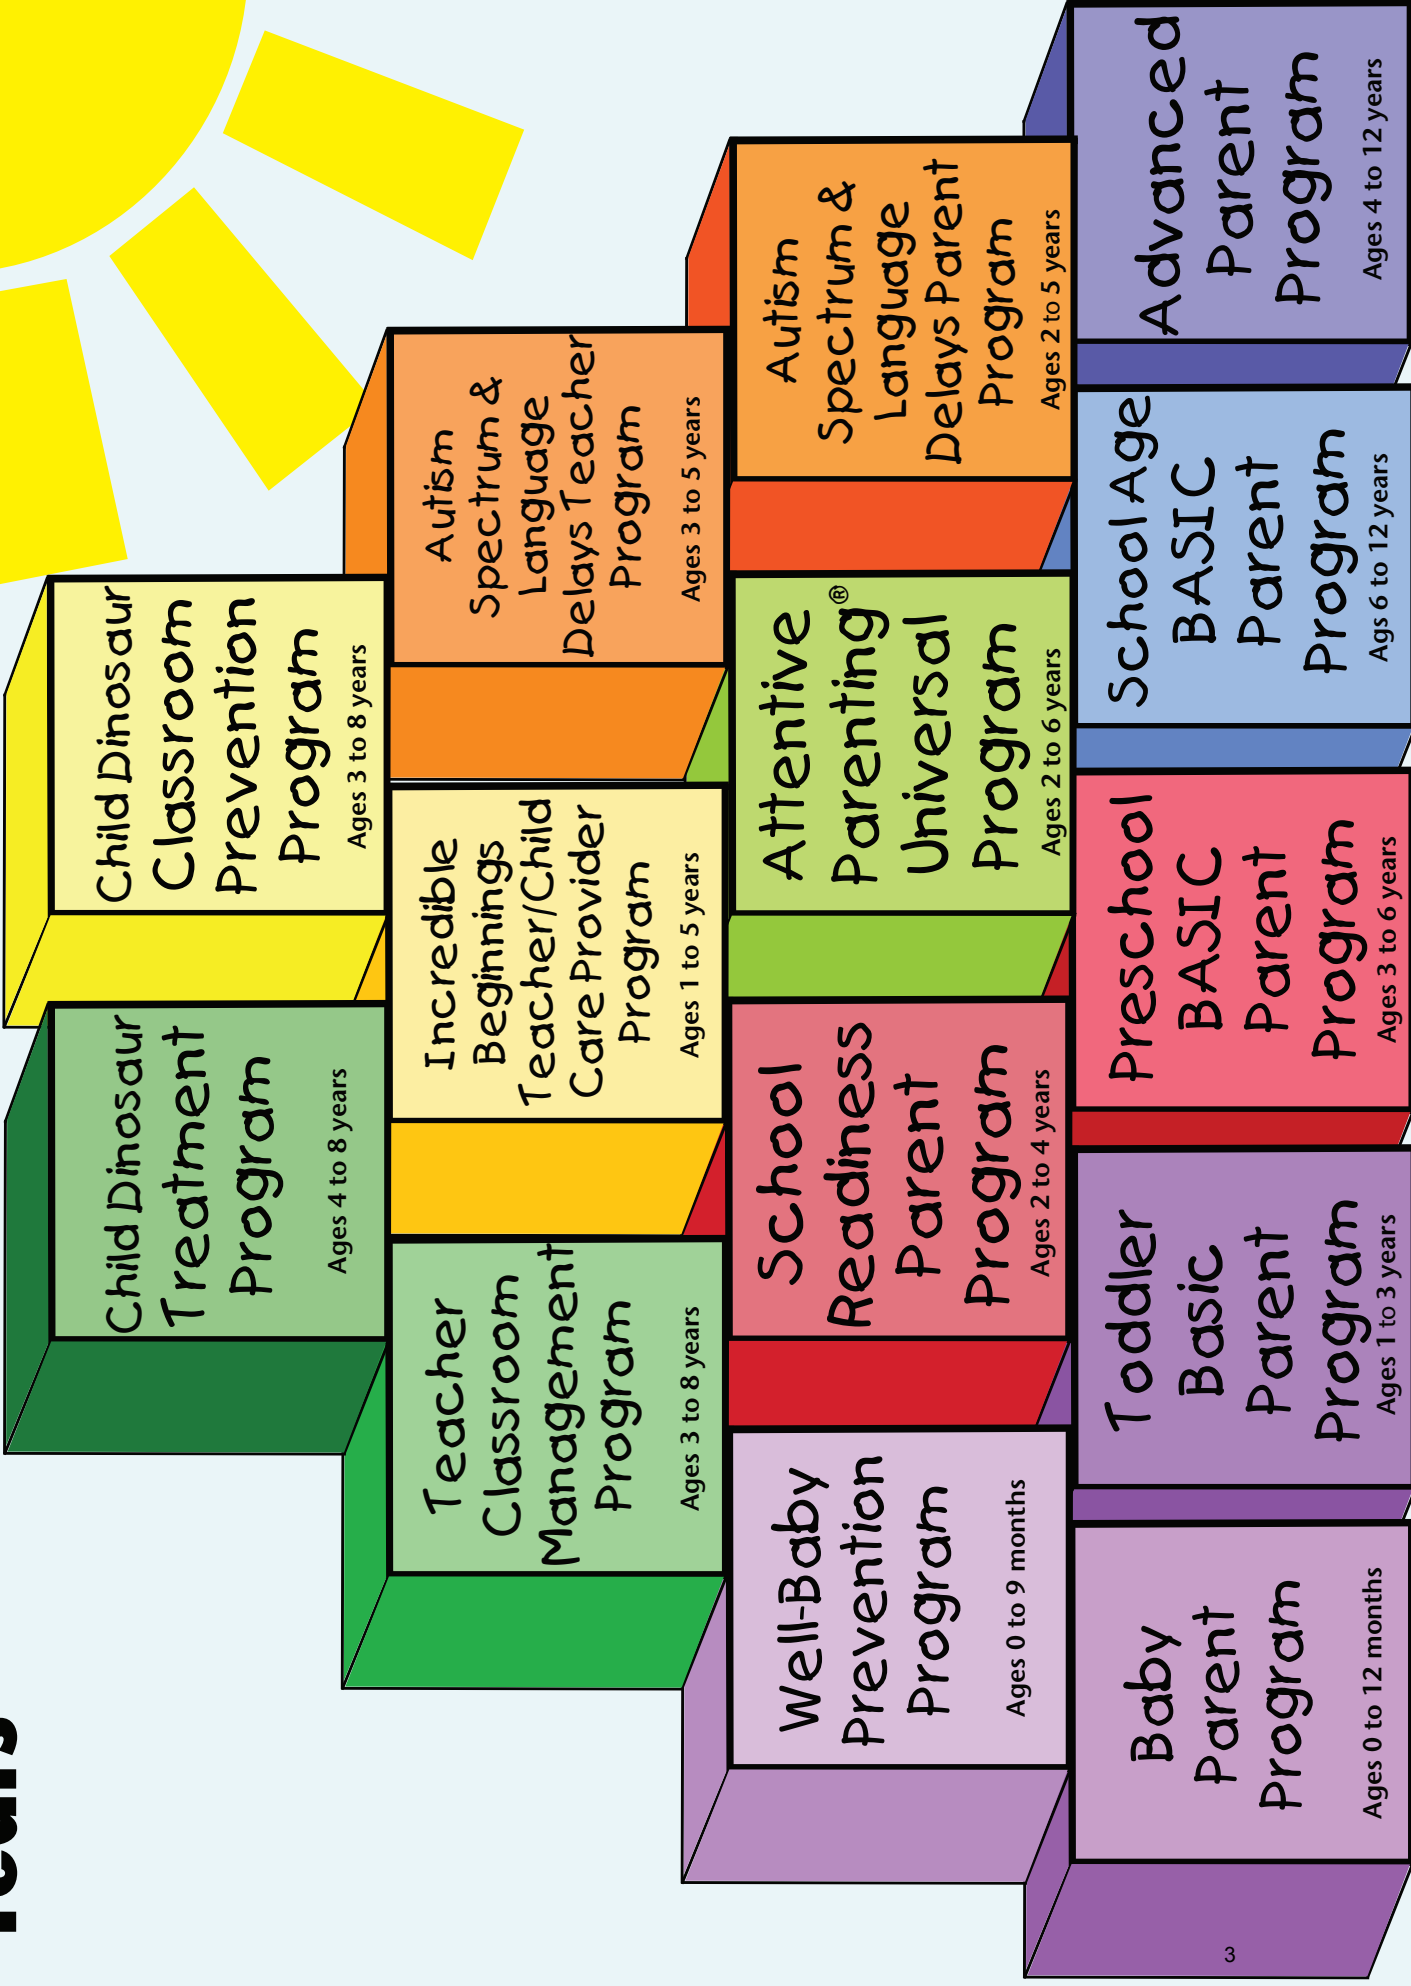 Child Dinosaur
Treatment
Program
Ages 4 to 8 years
Child Dinosaur
Classroom
Prevention
Program
Ages 3 to 8 years
Teacher
Classroom
Management
Program
Ages 3 to 8 years
Incredible
Beginnings
Teacher/Child
Care Provider
Program
Ages 1 to 5 years
Autism
Spectrum &
Language
Delays Teacher
Program
Ages 3 to 5 years
Well-Baby
Prevention
Program
Ages 0 to 9 months
School
Readiness
Parent
Program
Ages 2 to 4 years
Attentive
Parenting®
Universal
Program
Ages 2 to 6 years
Autism
Spectrum &
Language
Delays Parent
Program
Ages 2 to 5 years
Baby
Parent
Program
Ages 0 to 12 months
Toddler
Basic
Parent
Program
Ages 1 to 3 years
Preschool
BASIC
Parent
Program
Ages 3 to 6 years
School Age
BASIC
Parent
Program
Ags 6 to 12 years
Advanced
Parent
Program
Ages 4 to 12 years
3